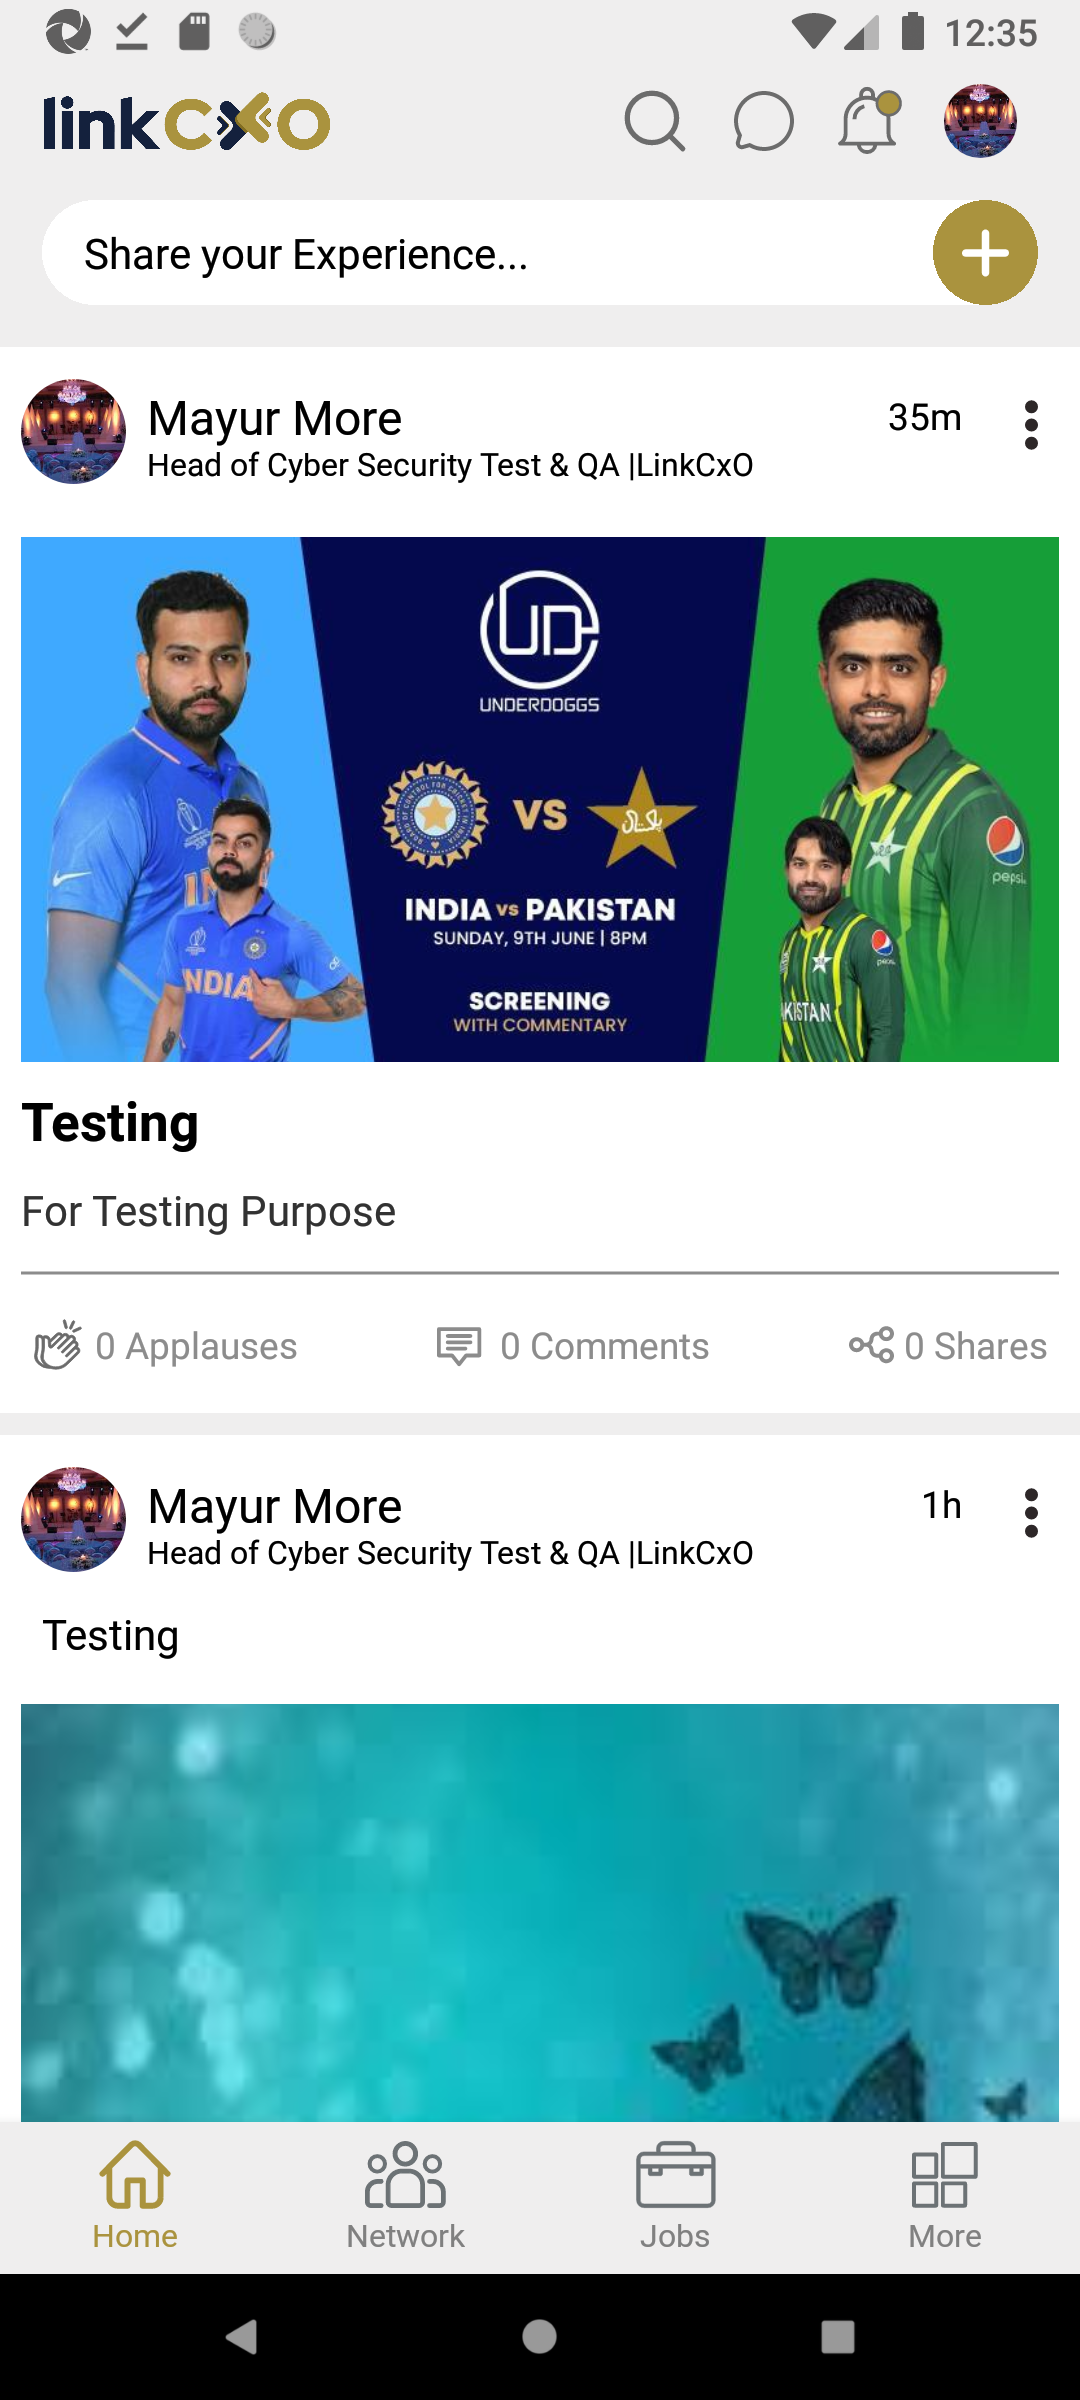 12:35
linkCXO
Share your Experience...
Mayur More
35m
Head of Cyber Security Test & QA |LinkCxO
UD
UNDERDOGGS
VS
پاکستان
pepsi
INDIA VS PAKISTAN
SUNDAY, 9TH JUNE | 8PM
INDIA
SCREENING
WITH COMMENTARY
KISTAN
Testing
For Testing Purpose
0 Applauses
0 Comments
0 Shares
Mayur More
1h
Head of Cyber Security Test & QA |LinkCxO
Testing
Home
Network
Jobs
More